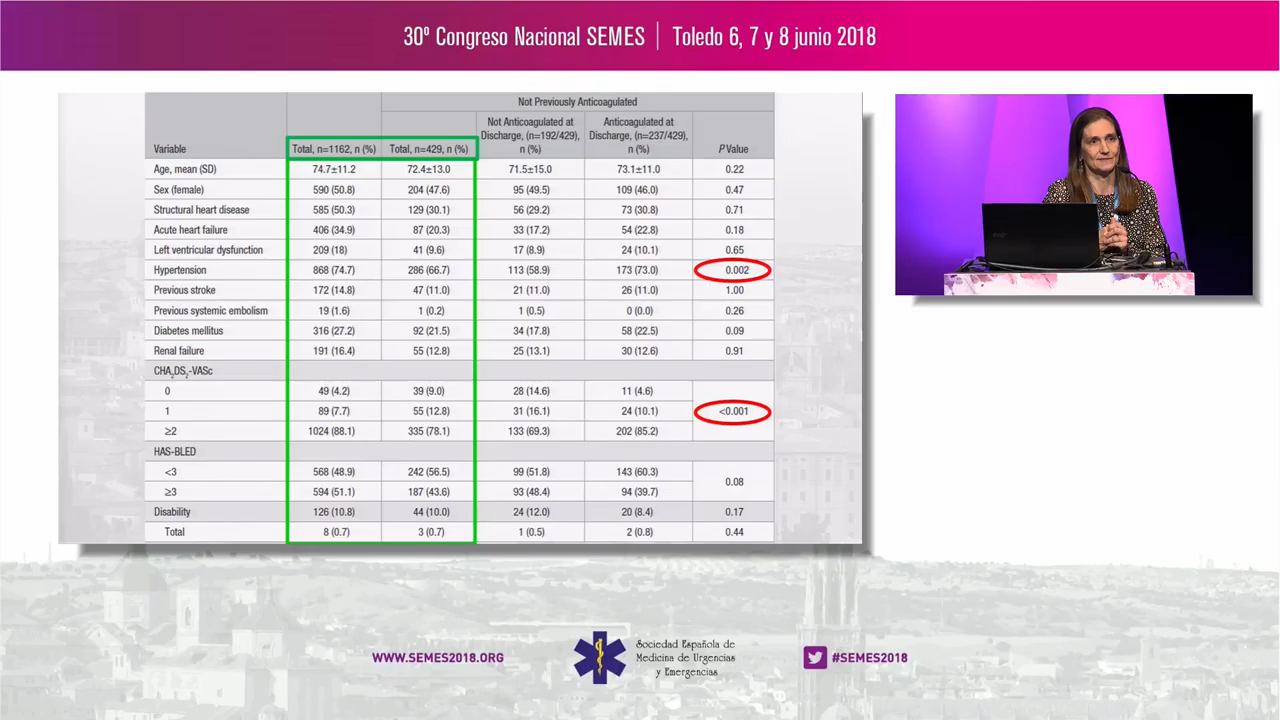 30º Congreso Nacional SEMES | Toledo 6, 7 y 8 junio 2018
Not Previously Anticoagulated
Variable Total, n=1162, n (%) Total, n=429, n (%) Not Anticoagulated at Discharge, (n=192/429), n (%) Anticoagulated at Discharge, (n=237/429), n (%) P Value
Age, mean (SD) 74.7±11.2 72.4±13.0 71.5±15.0 73.1±11.0 0.22
Sex (female) 590 (50.8) 204 (47.6) 95 (49.5) 109 (46.0) 0.47
Structural heart disease 585 (50.3) 129 (30.1) 56 (29.2) 73 (30.8) 0.71
Acute heart failure 406 (34.9) 87 (20.3) 33 (17.2) 54 (22.8) 0.18
Left ventricular dysfunction 209 (18) 41 (9.6) 17 (8.9) 24 (10.1) 0.65
Hypertension 868 (74.7) 286 (66.7) 113 (58.9) 173 (73.0) 0.002
Previous stroke 172 (14.8) 47 (11.0) 21 (11.0) 26 (11.0) 1.00
Previous systemic embolism 19 (1.6) 1 (0.2) 1 (0.5) 0 (0.0) 0.26
Diabetes mellitus 316 (27.2) 92 (21.5) 34 (17.8) 58 (22.5) 0.09
Renal failure 191 (16.4) 55 (12.8) 25 (13.1) 30 (12.6) 0.91
CHA2DS2-VASc
0 49 (4.2) 39 (9.0) 28 (14.6) 11 (4.6)
1 89 (7.7) 55 (12.8) 31 (16.1) 24 (10.1) <0.001
≥2 1024 (88.1) 335 (78.1) 133 (69.3) 202 (85.2)
HAS-BLED
<3 568 (48.9) 242 (56.5) 99 (51.8) 143 (60.3)
0.08
≥3 594 (51.1) 187 (43.6) 93 (48.4) 94 (39.7)
Disability 126 (10.8) 44 (10.0) 24 (12.0) 20 (8.4) 0.17
Total 8 (0.7) 3 (0.7) 1 (0.5) 2 (0.8) 0.44
WWW.SEMES2018.ORG
Sociedad Española de
Medicina de Urgencias
y Emergencias
#SEMES2018